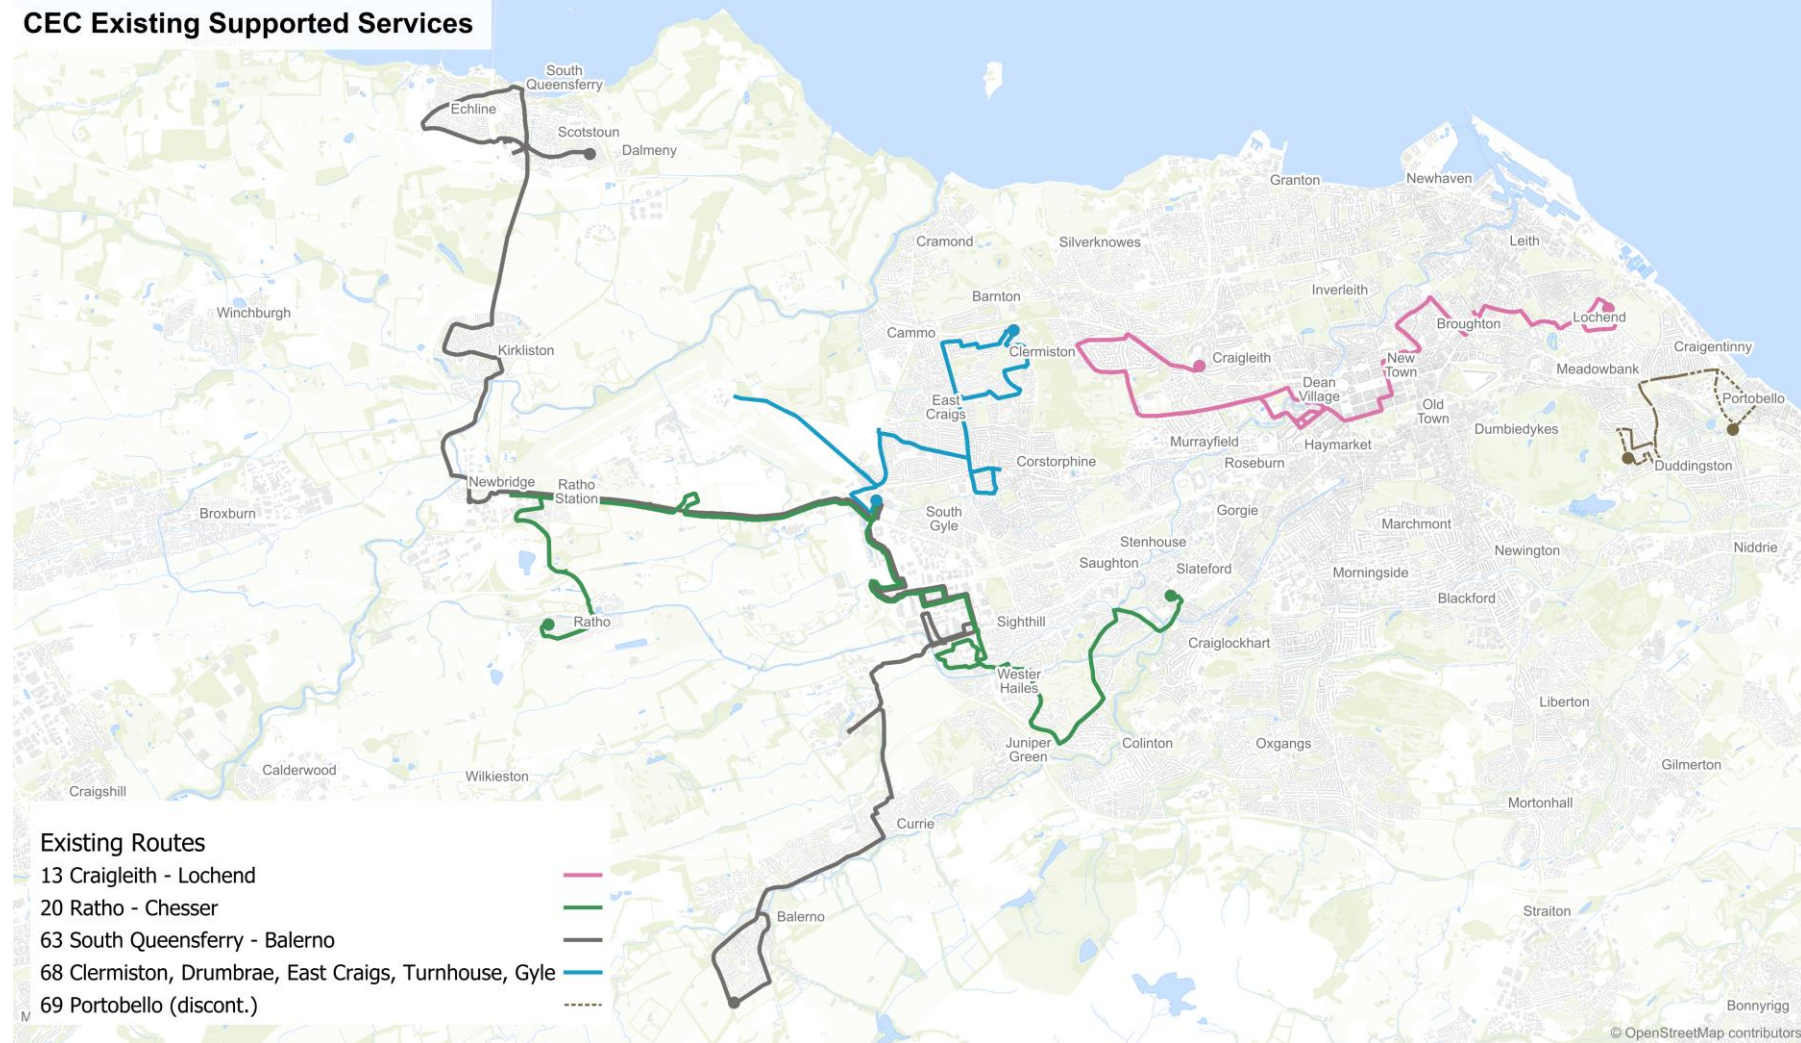 CEC Existing Supported Services
South
Queensferry
Echline
Scotstoun
Dalmeny
Granton
Newhaven
Cramond
Silverknowes
Leith
Barnton
Inverleith
Winchburgh
Cammo
Broughton
Lochend
Kirkliston
Clermiston
Craigleith
New
Town
Craigentinny
Meadowbank
Dean
Village
East
Craigs
Old
Town
Portobello
Dumbiedykes
Murrayfield
Haymarket
Roseburn
Corstorphine
Duddingston
Newbridge
Ratho
Station
Broxburn
South
Gyle
Gorgie
Marchmont
Stenhouse
Newington
Niddrie
Saughton
Slateford
Morningside
Blackford
Ratho
Sighthill
Craiglockhart
Wester
Hailes
Liberton
Juniper
Green
Colinton
Oxgangs
Calderwood
Wilkieston
Gilmerton
Craigshill
Mortonhall
Currie
Existing Routes
13 Craigleith - Lochend
20 Ratho - Chesser
63 South Queensferry - Balerno
68 Clermiston, Drumbrae, East Craigs, Turnhouse, Gyle
69 Portobello (discont.)
Balerno
Straiton
Bonnyrigg
© OpenStreetMap contributors